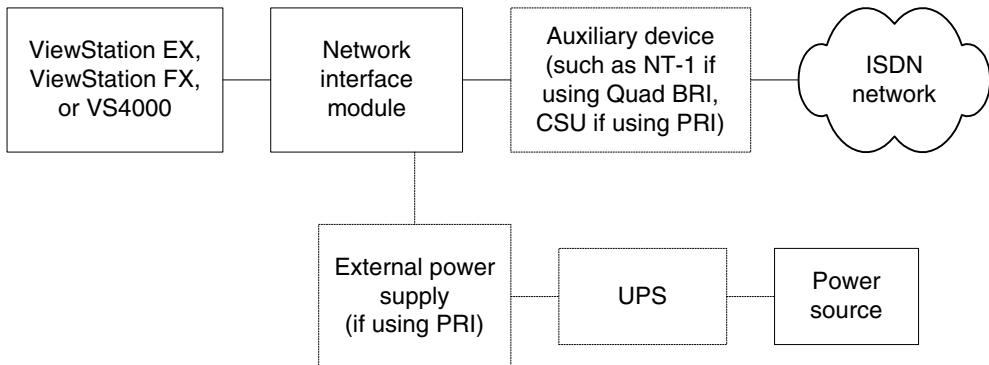 ViewStation EX,
ViewStation FX,
or VS4000
Network
interface
module
Auxiliary device
(such as NT-1 if
using Quad BRI,
CSU if using PRI)
ISDN
network
External power
supply
(if using PRI)
UPS
Power
source